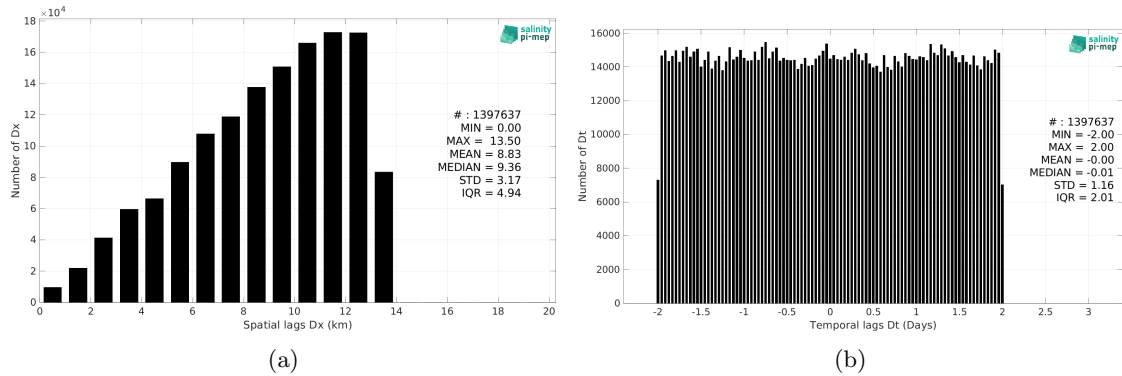 ×10⁴
18
16
14
12
10
8
6
4
2
0
Number of Dx
salinity
pi-mep
# : 1397637
MIN = 0.00
MAX = 13.50
MEAN = 8.83
MEDIAN = 9.36
STD = 3.17
IQR = 4.94
0 2 4 6 8 10 12 14 16 18 20
Spatial lags Dx (km)
(a)
16000
14000
12000
10000
8000
6000
4000
2000
0
Number of Dt
salinity
pi-mep
# : 1397637
MIN = -2.00
MAX = 2.00
MEAN = -0.00
MEDIAN = -0.01
STD = 1.16
IQR = 2.01
-2 -1.5 -1 -0.5 0 0.5 1 1.5 2 2.5 3
Temporal lags Dt (Days)
(b)